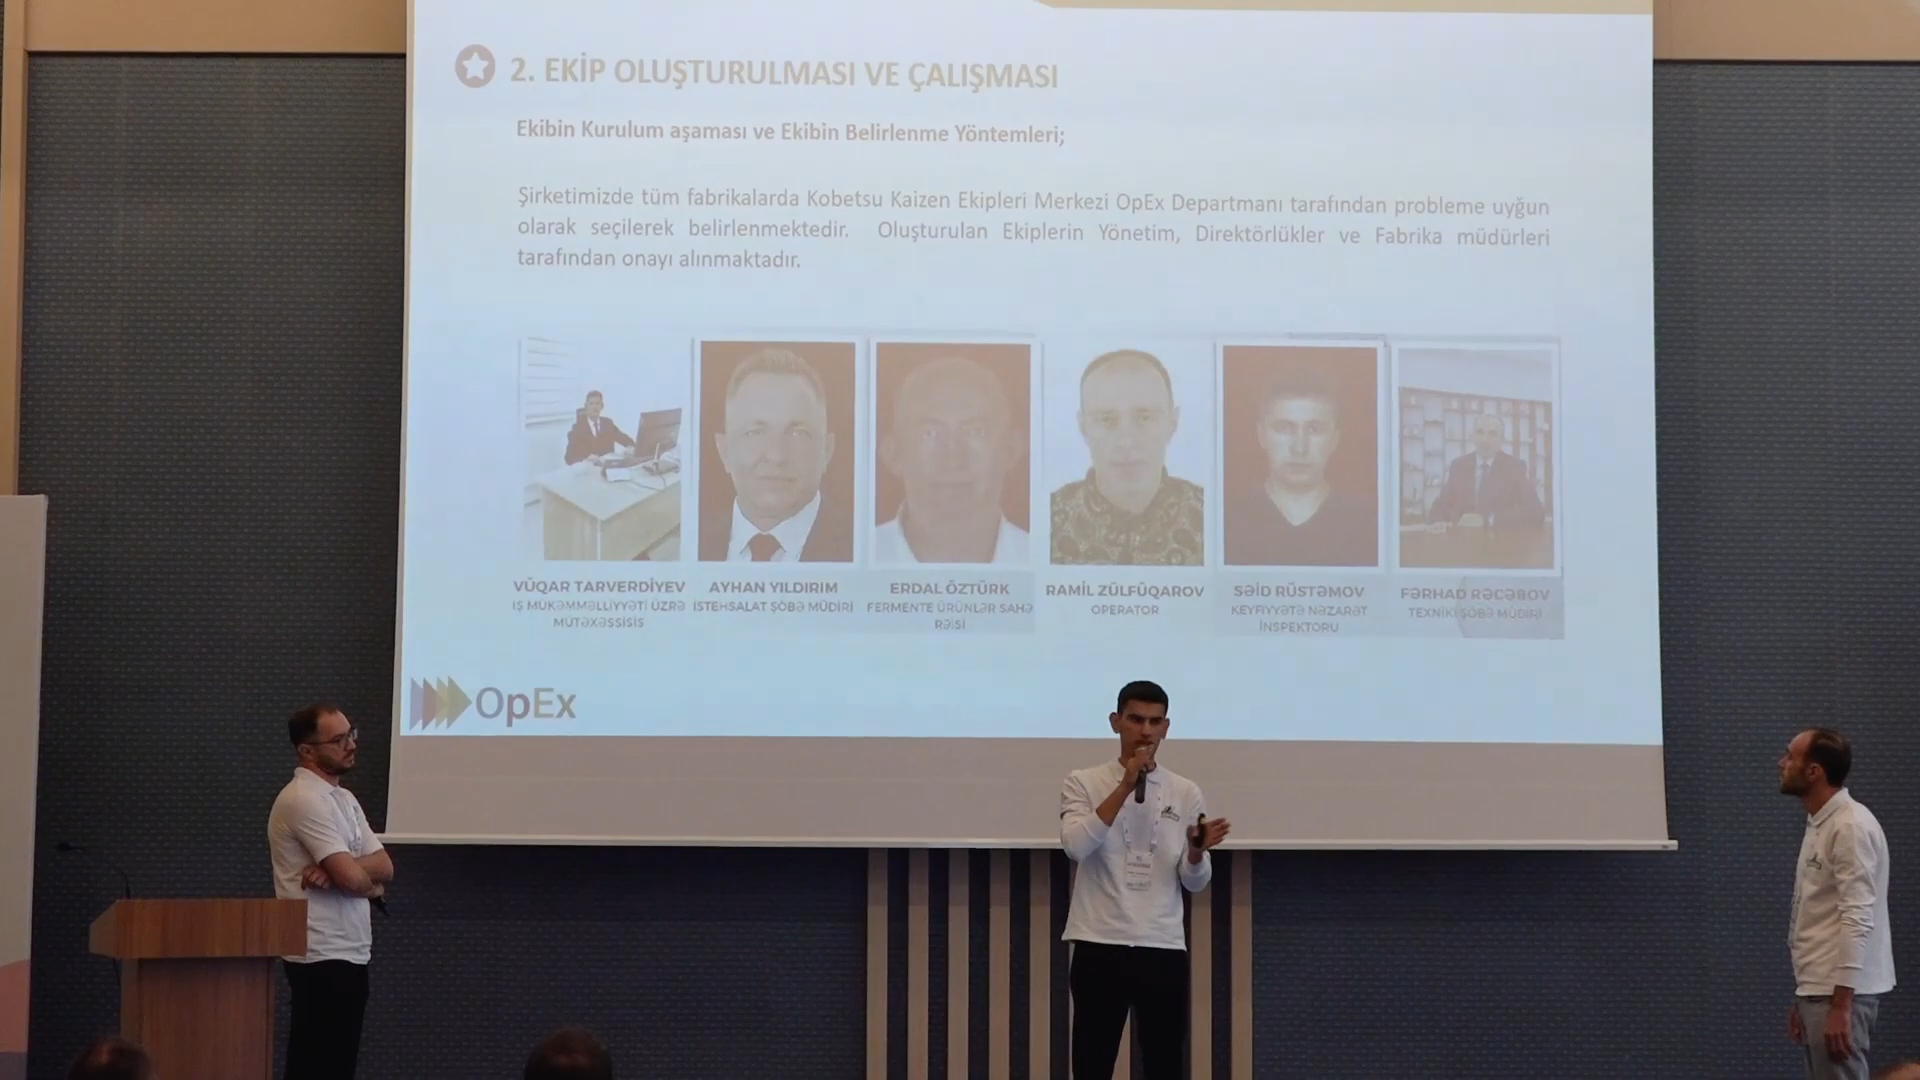 2. EKİP OLUŞTURULMASI VE ÇALIŞMASI
Ekibin Kurulum aşaması ve Ekibin Belirlenme Yöntemleri;
Şirketimizde tüm fabrikalarda Kobetsu Kaizen Ekipleri Merkezi OpEx Departmanı tarafından probleme uyğun
olarak seçilerek belirlenmektedir. Oluşturulan Ekiplerin Yönetim, Direktörlükler ve Fabrika müdürleri
tarafından onayı alınmaktadır.
VÜQAR TARVERDİYEV
İŞ MÜKƏMMƏLLİYYƏTİ ÜZRƏ
MÜTƏXƏSSİSİS
AYHAN YILDIRIM
İSTEHSALAT ŞÖBƏ MÜDİRİ
ERDAL ÖZTÜRK
FERMENTE ÜRÜNLƏR SAHƏ
RƏİSİ
RAMİL ZÜLFÜQAROV
OPERATOR
SƏİD RÜSTƏMOV
KEYFİYYƏTƏ NƏZARƏT
İNSPEKTORU
FƏRHAD RƏCƏBOV
TEXNİKİ ŞÖBƏ MÜDİRİ
OpEx